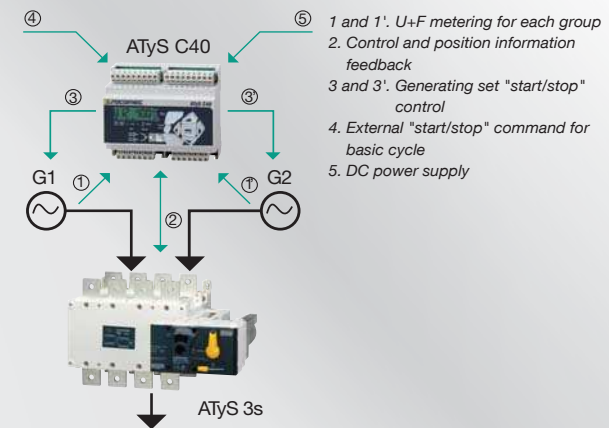 ④
⑤
ATyS C40
③
③'
G1
①
①'
G2
②
ATyS 3s
1 and 1'. U+F metering for each group
2. Control and position information
feedback
3 and 3'. Generating set "start/stop"
control
4. External "start/stop" command for
basic cycle
5. DC power supply